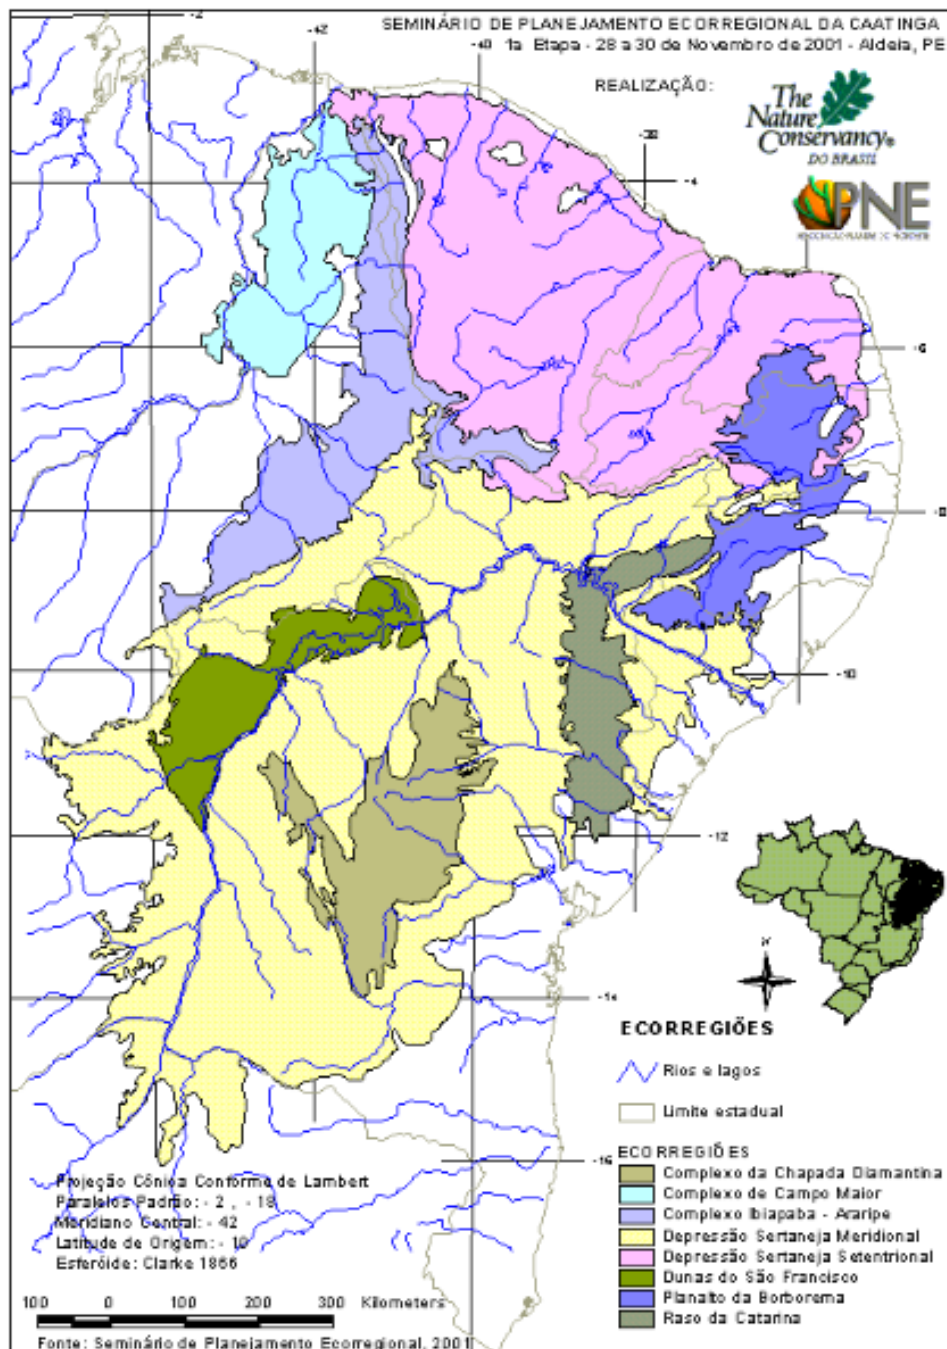 SEMINÁRIO DE PLANEJAMENTO ECORREGIONAL DA CAATINGA
1a Etapa - 28 a 30 de Novembro de 2001 - Aldeia, PE
REALIZAÇÃO:
The
Nature
Conservancy®
DO BRASIL
PNE
-2
-42
-40
-38
-4
-6
-8
-10
-12
-14
-16
N
ECORREGIÕES
Rios e lagos
Limite estadual
ECORREGIÕES
Complexo da Chapada Diamantina
Complexo de Campo Maior
Complexo Ibiapaba - Araripe
Depressão Sertaneja Meridional
Depressão Sertaneja Setentrional
Dunas do São Francisco
Planalto da Borborema
Raso da Catarina
Projeção Cônica Conforme de Lambert
Paralelos Padrão: - 2 , - 18
Meridiano Central: - 42
Latitude de Origem: - 10
Esferóide: Clarke 1866
100 0 100 200 300 Kilometers
Fonte: Seminário de Planejamento Ecorregional, 2001